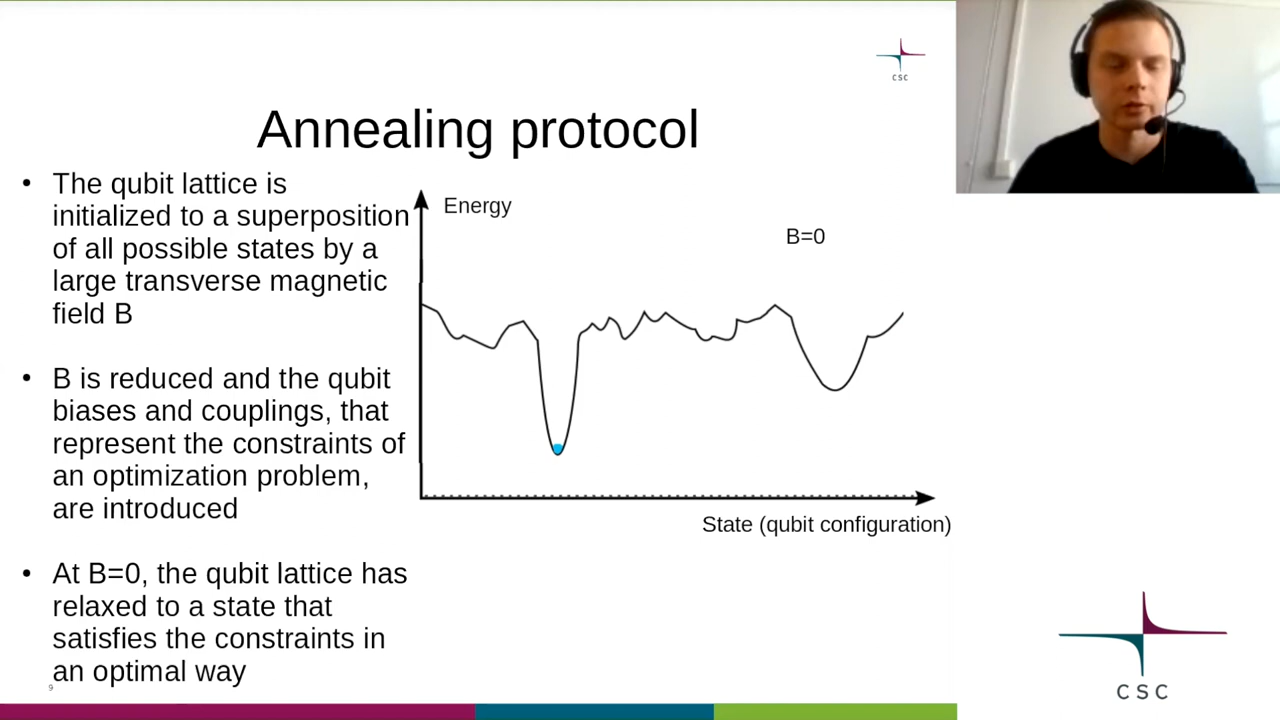 CSC
Annealing protocol
• The qubit lattice is
initialized to a superposition
of all possible states by a
large transverse magnetic
field B
• B is reduced and the qubit
biases and couplings, that
represent the constraints of
an optimization problem,
are introduced
• At B=0, the qubit lattice has
relaxed to a state that
satisfies the constraints in
an optimal way
Energy
B=0
State (qubit configuration)
9
CSC